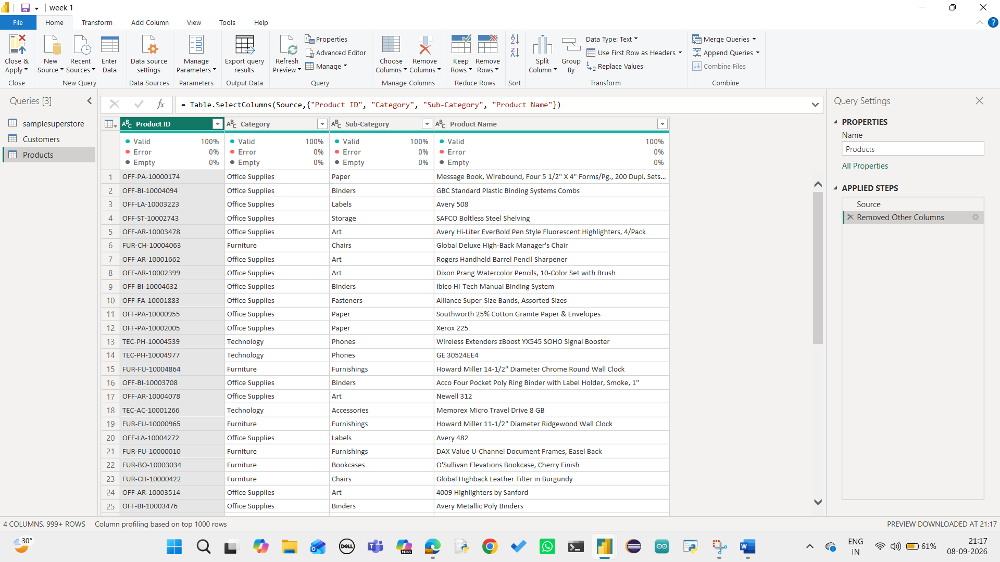 week 1
File Home Transform Add Column View Tools Help
Close & Apply
New Source
Recent Sources
Enter Data
Data source settings
Manage Parameters
Export query results
Refresh Preview
Properties
Advanced Editor
Manage
Choose Columns
Remove Columns
Keep Rows
Remove Rows
Split Column
Group By
Data Type: Text
Use First Row as Headers
Replace Values
Merge Queries
Append Queries
Combine Files
Close New Query Data Sources Parameters Output Data Query Manage Columns Reduce Rows Sort Transform Combine
Queries [3]
samplesuperstore
Customers
Products
fx = Table.SelectColumns(Source,{"Product ID", "Category", "Sub-Category", "Product Name"})
Product ID Category Sub-Category Product Name
Valid 100% Valid 100% Valid 100% Valid 100%
Error 0% Error 0% Error 0% Error 0%
Empty 0% Empty 0% Empty 0% Empty 0%
1 OFF-PA-10000174 Office Supplies Paper Message Book, Wirebound, Four 5 1/2" X 4" Forms/Pg., 200 Dupl. Sets...
2 OFF-BI-10004094 Office Supplies Binders GBC Standard Plastic Binding Systems Combs
3 OFF-LA-10003223 Office Supplies Labels Avery 508
4 OFF-ST-10002743 Office Supplies Storage SAFCO Boltless Steel Shelving
5 OFF-AR-10003478 Office Supplies Art Avery Hi-Liter EverBold Pen Style Fluorescent Highlighters, 4/Pack
6 FUR-CH-10004063 Furniture Chairs Global Deluxe High-Back Manager's Chair
7 OFF-AR-10001662 Office Supplies Art Rogers Handheld Barrel Pencil Sharpener
8 OFF-AR-10002399 Office Supplies Art Dixon Prang Watercolor Pencils, 10-Color Set with Brush
9 OFF-BI-10004632 Office Supplies Binders Ibico Hi-Tech Manual Binding System
10 OFF-FA-10001883 Office Supplies Fasteners Alliance Super-Size Bands, Assorted Sizes
11 OFF-PA-10000955 Office Supplies Paper Southworth 25% Cotton Granite Paper & Envelopes
12 OFF-PA-10002005 Office Supplies Paper Xerox 225
13 TEC-PH-10004539 Technology Phones Wireless Extenders zBoost YX545 SOHO Signal Booster
14 TEC-PH-10004977 Technology Phones GE 30524EE4
15 FUR-FU-10004864 Furniture Furnishings Howard Miller 14-1/2" Diameter Chrome Round Wall Clock
16 OFF-BI-10003708 Office Supplies Binders Acco Four Pocket Poly Ring Binder with Label Holder, Smoke, 1"
17 OFF-AR-10004078 Office Supplies Art Newell 312
18 TEC-AC-10001266 Technology Accessories Memorex Micro Travel Drive 8 GB
19 FUR-FU-10000965 Furniture Furnishings Howard Miller 11-1/2" Diameter Ridgewood Wall Clock
20 OFF-LA-10004272 Office Supplies Labels Avery 482
21 FUR-FU-10000010 Furniture Furnishings DAX Value U-Channel Document Frames, Easel Back
22 FUR-BO-10003034 Furniture Bookcases O'Sullivan Elevations Bookcase, Cherry Finish
23 FUR-CH-10000422 Furniture Chairs Global Highback Leather Tilter in Burgundy
24 OFF-AR-10003514 Office Supplies Art 4009 Highlighters by Sanford
25 OFF-BI-10003476 Office Supplies Binders Avery Metallic Poly Binders
Query Settings
PROPERTIES
Name
Products
All Properties
APPLIED STEPS
Source
Removed Other Columns
4 COLUMNS, 999+ ROWS Column profiling based on top 1000 rows PREVIEW DOWNLOADED AT 21:17
30° DELL M365 ENG IN 61% 21:17
08-09-2026